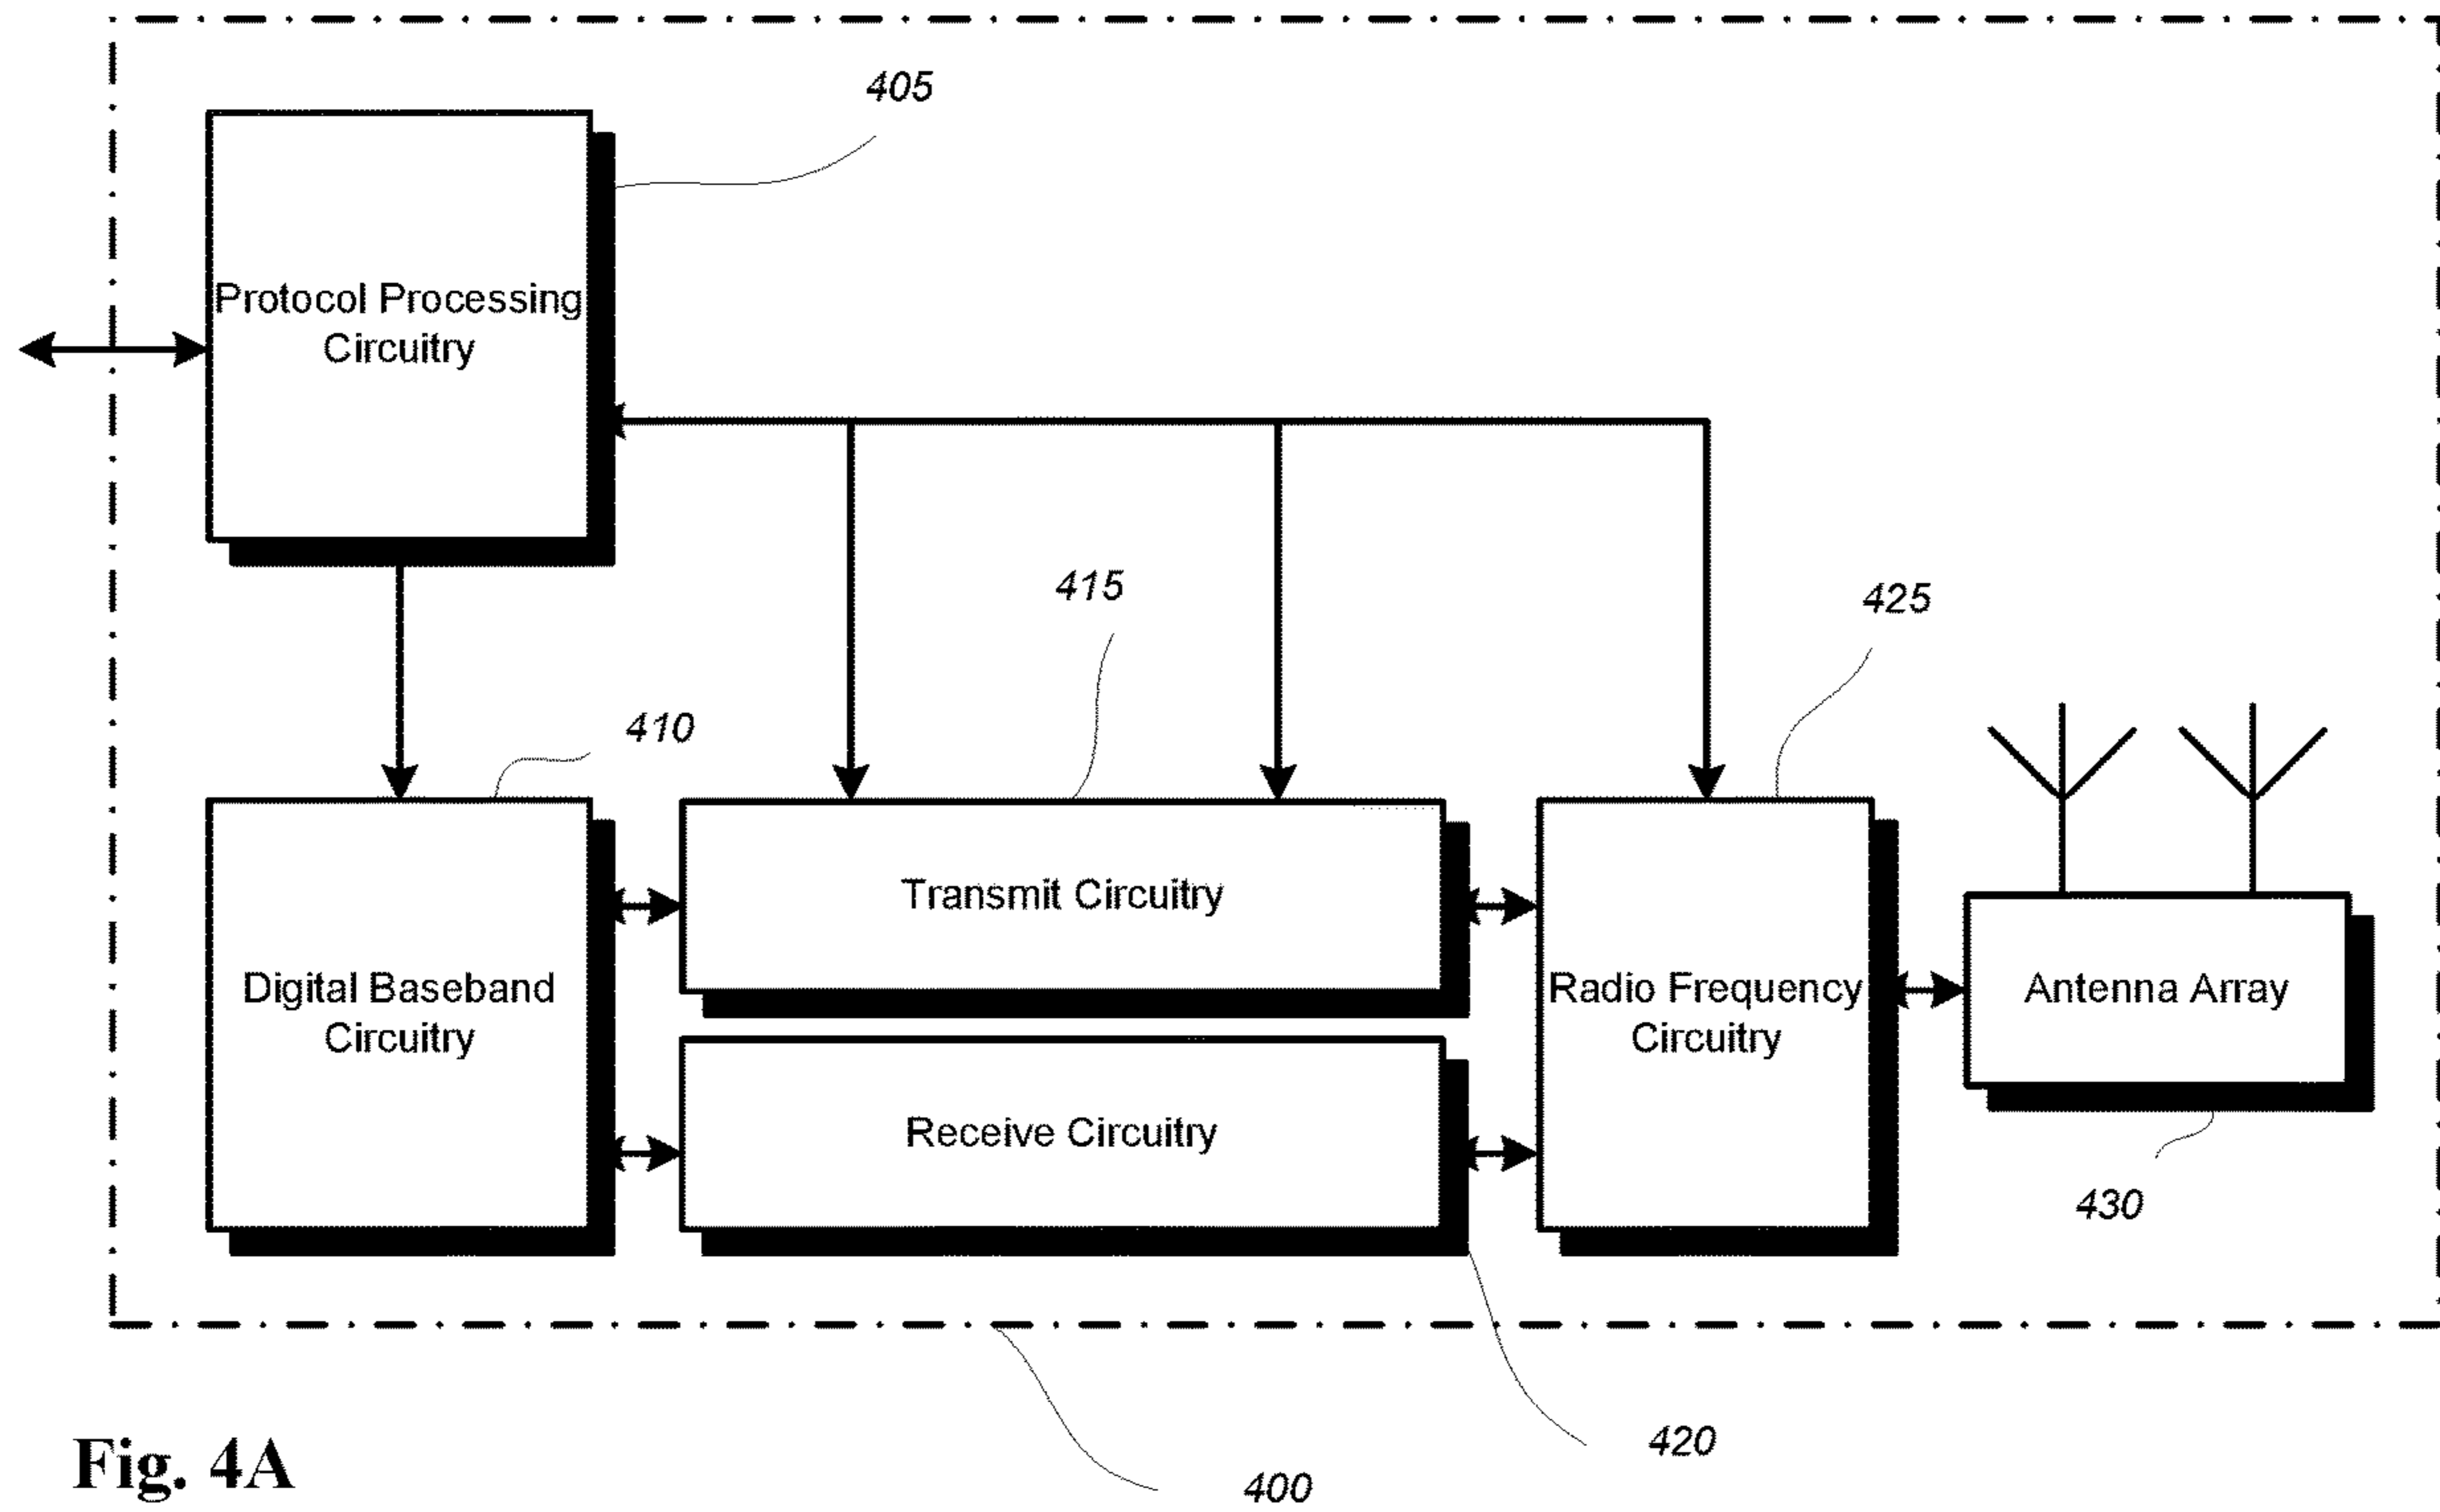 405
Protocol Processing
Circuitry
415
425
410
Transmit Circuitry
Digital Baseband
Circuitry
Radio Frequency
Circuitry
Antenna Array
Receive Circuitry
430
420
Fig. 4A
400